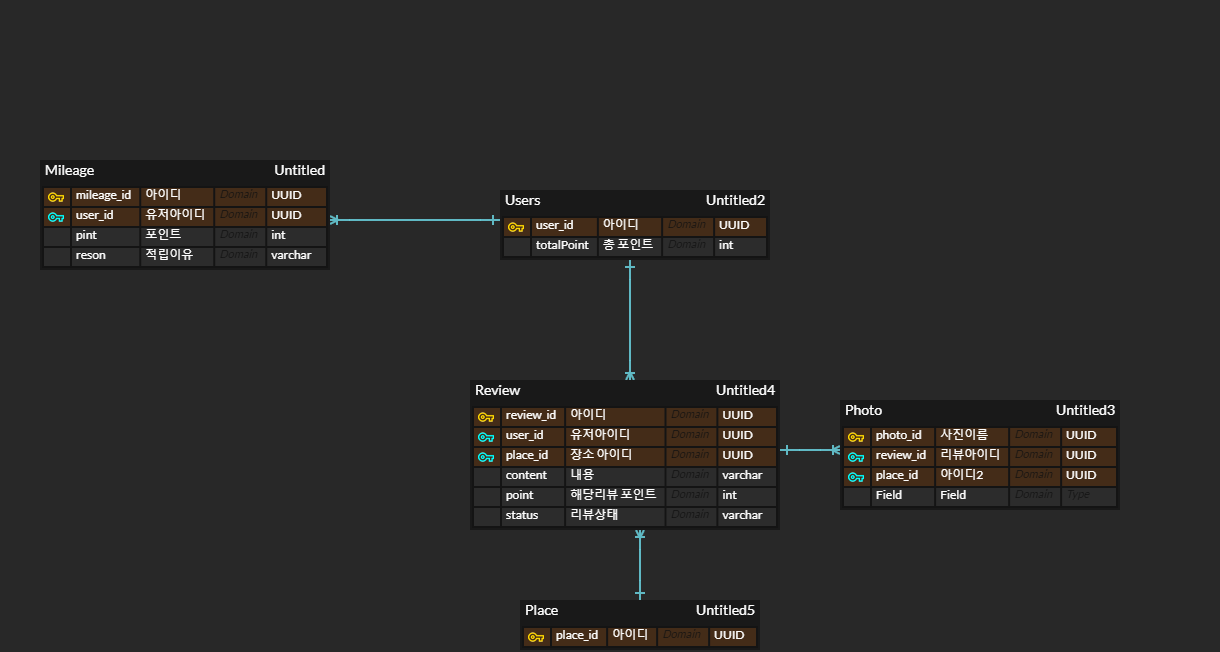 Mileage Untitled
mileage_id 아이디 Domain UUID
user_id 유저아이디 Domain UUID
pint 포인트 Domain int
reson 적립이유 Domain varchar
Users Untitled2
user_id 아이디 Domain UUID
totalPoint 총 포인트 Domain int
Review Untitled4
review_id 아이디 Domain UUID
user_id 유저아이디 Domain UUID
place_id 장소 아이디 Domain UUID
content 내용 Domain varchar
point 해당리뷰 포인트 Domain int
status 리뷰상태 Domain varchar
Photo Untitled3
photo_id 사진이름 Domain UUID
review_id 리뷰아이디 Domain UUID
place_id 아이디2 Domain UUID
Field Field Domain Type
Place Untitled5
place_id 아이디 Domain UUID